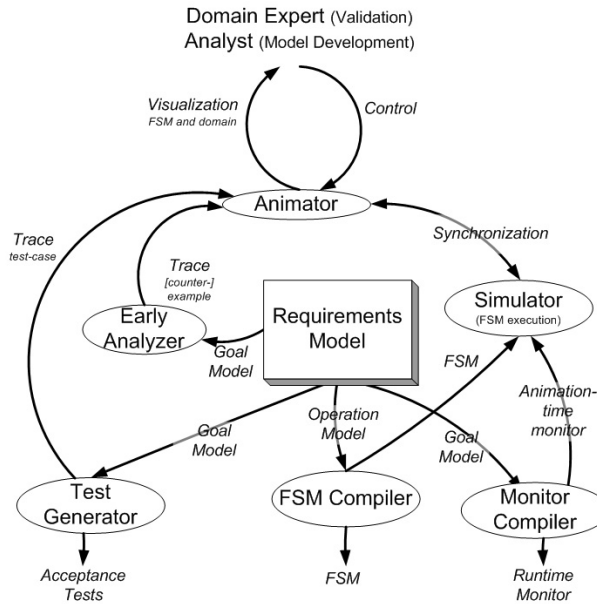 Domain Expert (Validation)
Analyst (Model Development)
Visualization
FSM and domain
Control
Animator
Trace
test-case
Synchronization
Trace
[counter-]
example
Simulator
(FSM execution)
Early
Analyzer
Requirements
Model
Goal
Model
FSM
Animation-
time
monitor
Goal
Model
Operation
Model
Goal
Model
Test
Generator
FSM Compiler
Monitor
Compiler
Acceptance
Tests
FSM
Runtime
Monitor